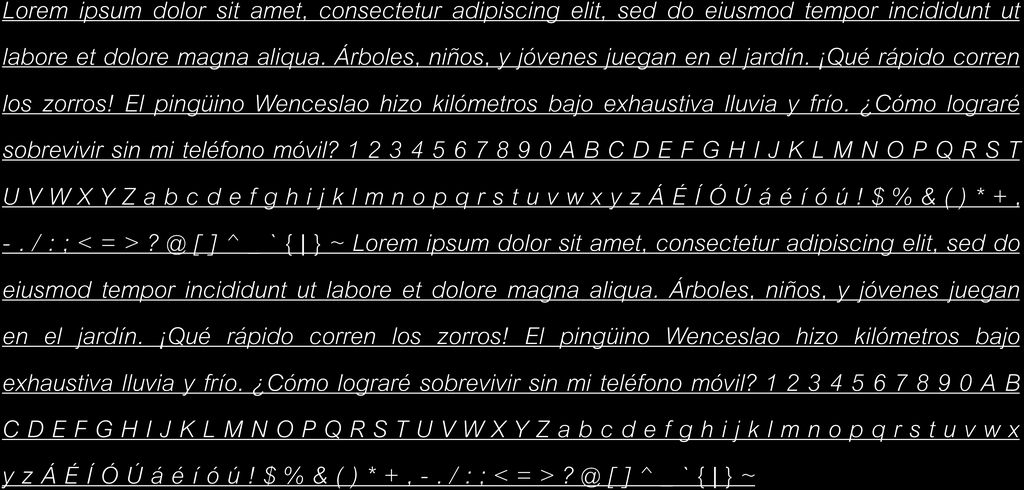 Lorem ipsum dolor sit amet, consectetur adipiscing elit, sed do eiusmod tempor incididunt ut
labore et dolore magna aliqua. Árboles, niños, y jóvenes juegan en el jardín. ¡Qué rápido corren
los zorros! El pingüino Wenceslao hizo kilómetros bajo exhaustiva lluvia y frío. ¿Cómo lograré
sobrevivir sin mi teléfono móvil? 1 2 3 4 5 6 7 8 9 0 A B C D E F G H I J K L M N O P Q R S T
U V W X Y Z a b c d e f g h i j k l m n o p q r s t u v w x y z Á É Í Ó Ú á é í ó ú ! $ % & ( ) * + ,
- . / : ; < = > ? @ [ ] ^ _ ` { | } ~ Lorem ipsum dolor sit amet, consectetur adipiscing elit, sed do
eiusmod tempor incididunt ut labore et dolore magna aliqua. Árboles, niños, y jóvenes juegan
en el jardín. ¡Qué rápido corren los zorros! El pingüino Wenceslao hizo kilómetros bajo
exhaustiva lluvia y frío. ¿Cómo lograré sobrevivir sin mi teléfono móvil? 1 2 3 4 5 6 7 8 9 0 A B
C D E F G H I J K L M N O P Q R S T U V W X Y Z a b c d e f g h i j k l m n o p q r s t u v w x
y z Á É Í Ó Ú á é í ó ú ! $ % & ( ) * + , - . / : ; < = > ? @ [ ] ^ _ ` { | } ~